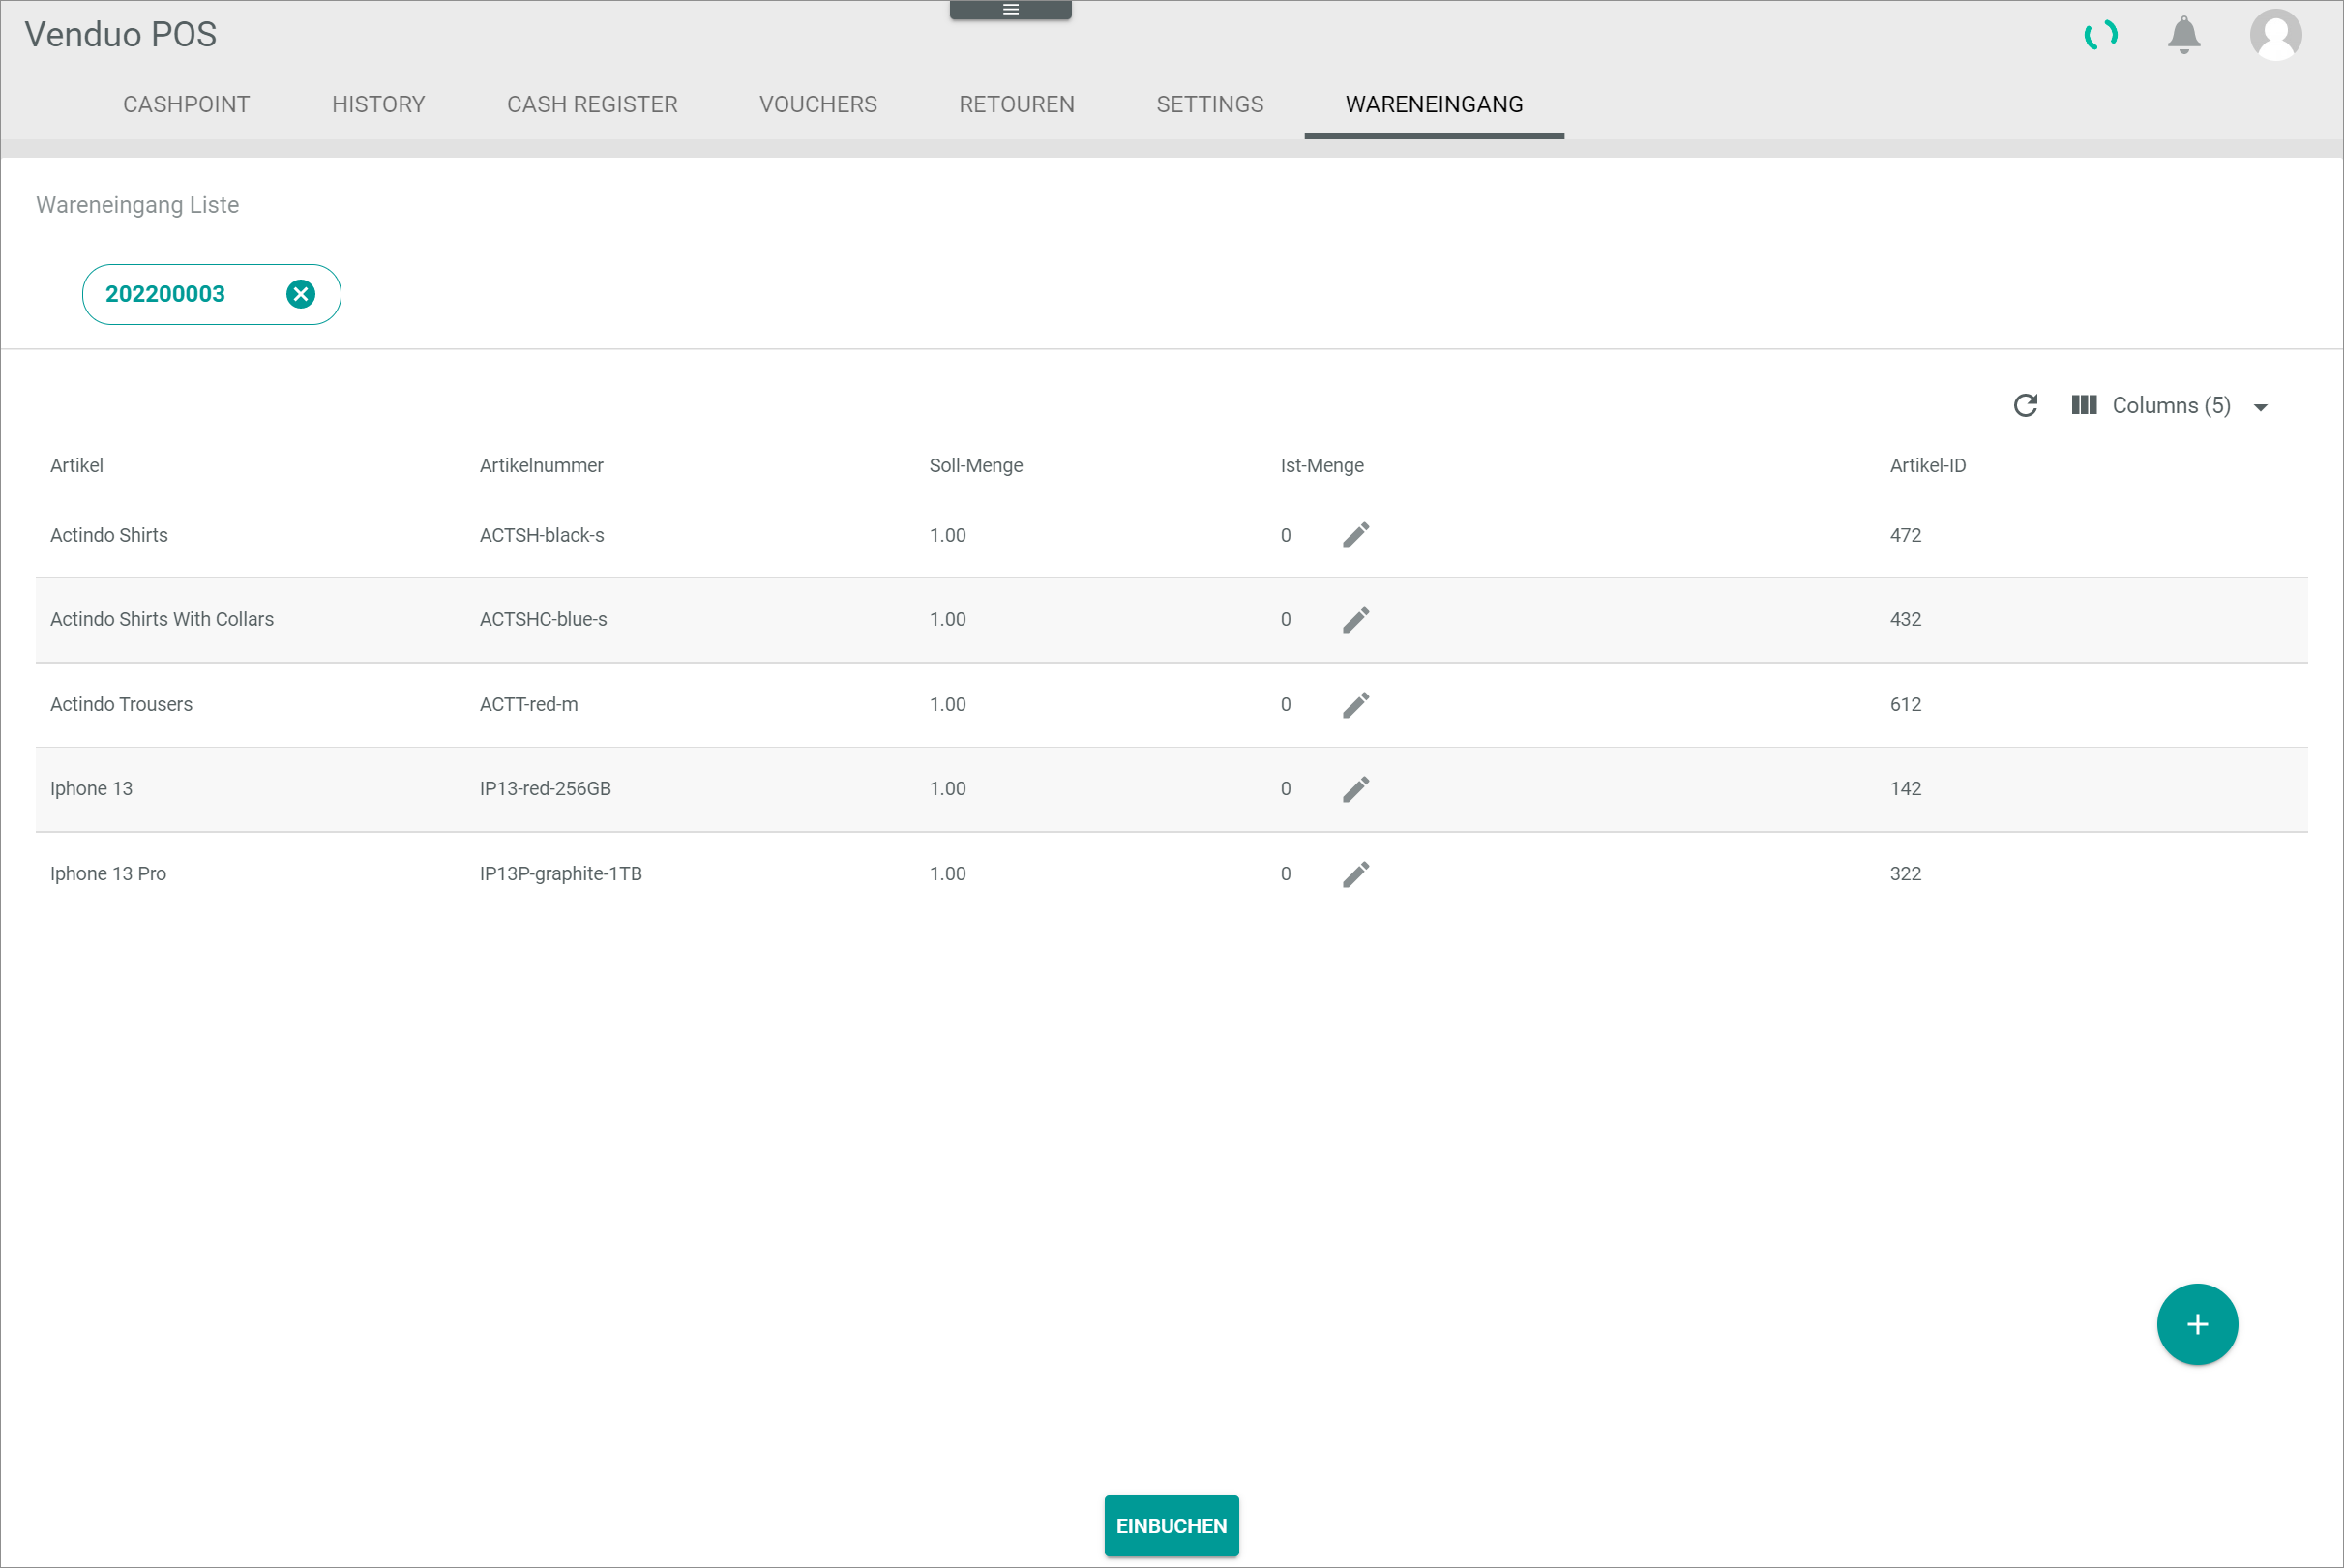 Venduo POS
CASHPOINT HISTORY CASH REGISTER VOUCHERS RETOUREN SETTINGS WARENEINGANG
Wareneingang Liste
202200003
Columns (5)
Artikel Artikelnummer Soll-Menge Ist-Menge Artikel-ID
Actindo Shirts ACTSH-black-s 1.00 0 472
Actindo Shirts With Collars ACTSHC-blue-s 1.00 0 432
Actindo Trousers ACTT-red-m 1.00 0 612
Iphone 13 IP13-red-256GB 1.00 0 142
Iphone 13 Pro IP13P-graphite-1TB 1.00 0 322
EINBUCHEN